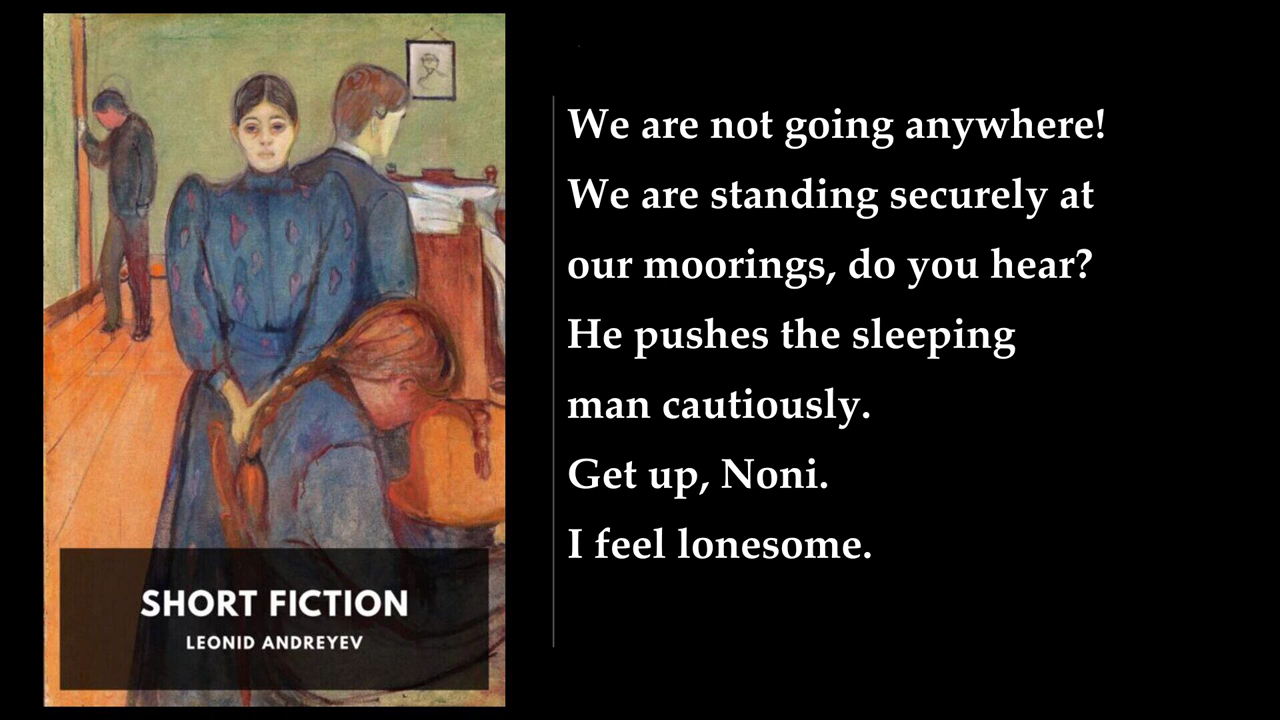 SHORT FICTION
LEONID ANDREYEV
We are not going anywhere!
We are standing securely at
our moorings, do you hear?
He pushes the sleeping
man cautiously.
Get up, Noni.
I feel lonesome.